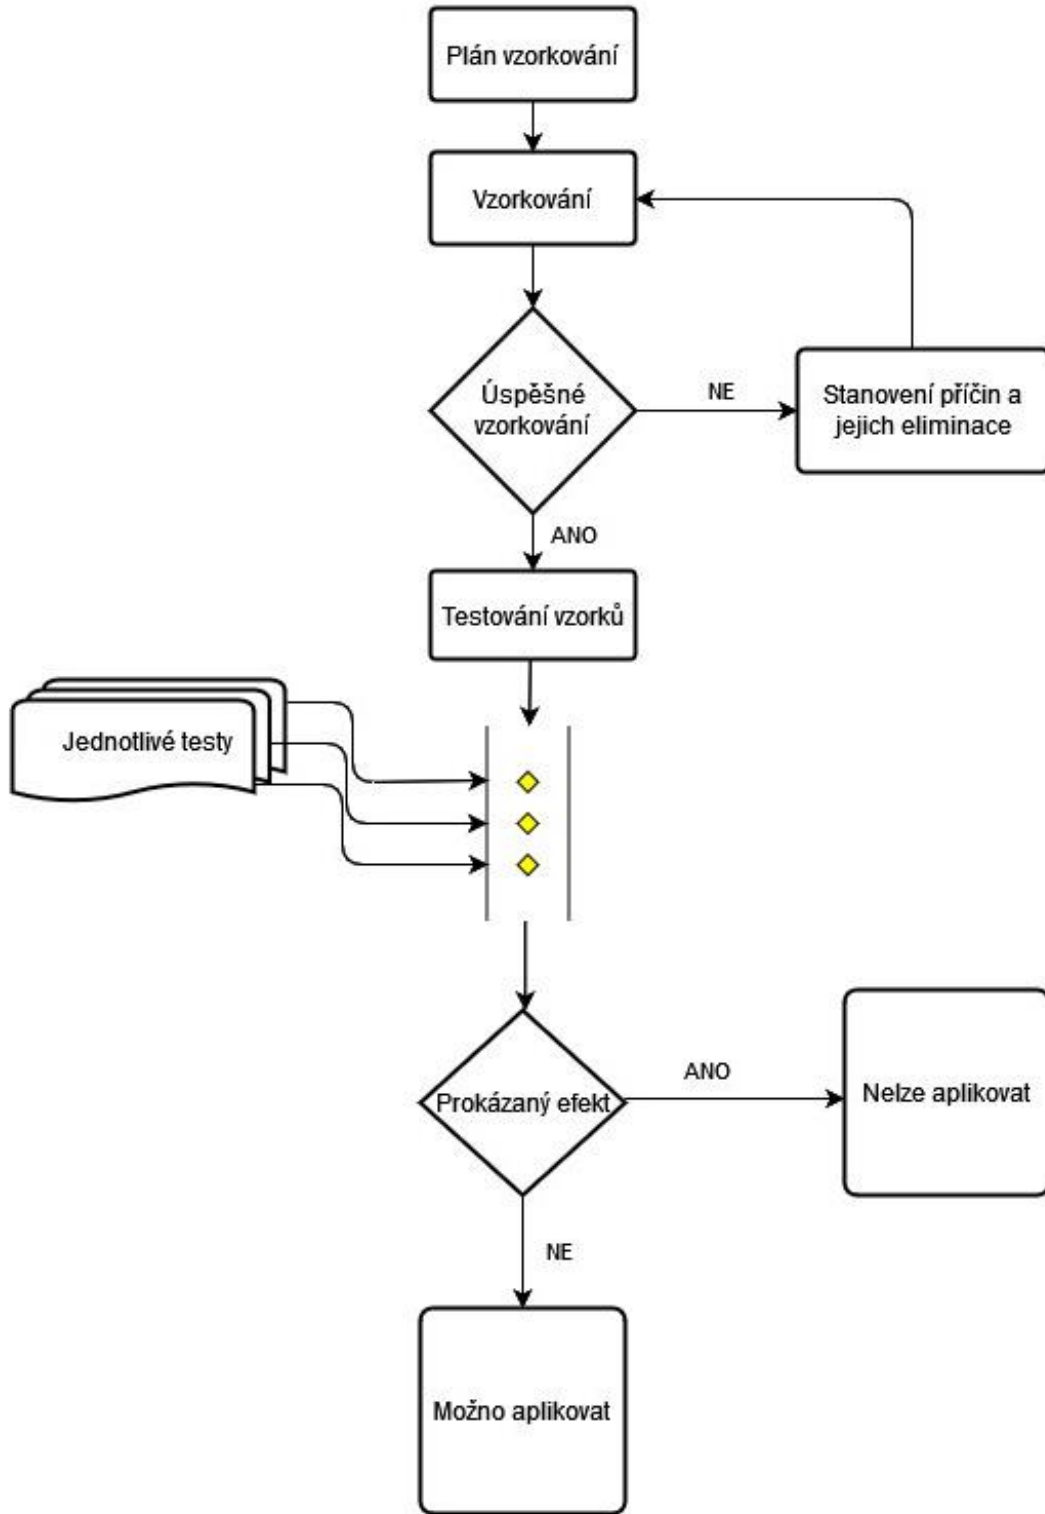 Plán vzorkování
Vzorkování
Úspěšné
vzorkování
NE
Stanovení příčin a
jejich eliminace
ANO
Testování vzorků
Jednotlivé testy
Prokázaný efekt
ANO
Nelze aplikovat
NE
Možno aplikovat